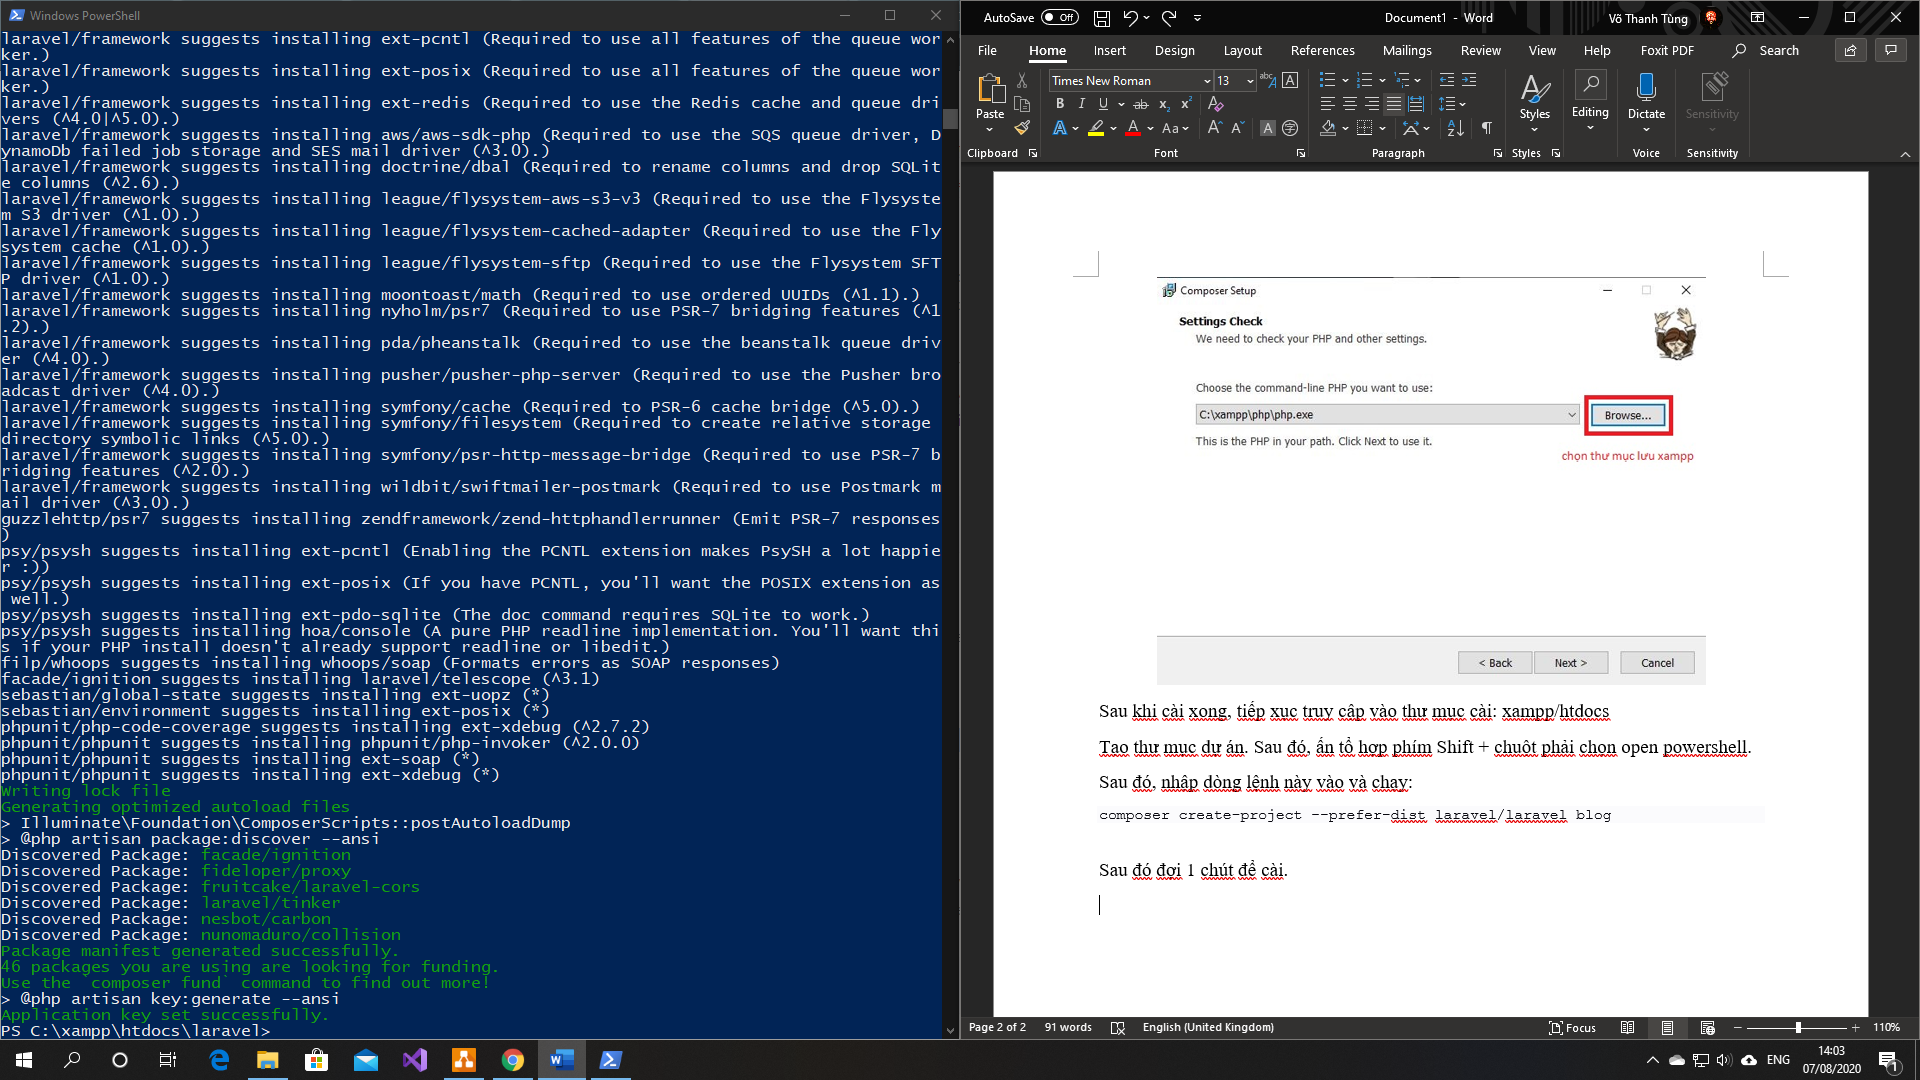 Windows PowerShell
laravel/framework suggests installing ext-pcntl (Required to use all features of the queue wor
ker.)
laravel/framework suggests installing ext-posix (Required to use all features of the queue wor
ker.)
laravel/framework suggests installing ext-redis (Required to use the Redis cache and queue dri
vers (^4.0|^5.0).)
laravel/framework suggests installing aws/aws-sdk-php (Required to use the SQS queue driver, D
ynamoDb failed job storage and SES mail driver (^3.0).)
laravel/framework suggests installing doctrine/dbal (Required to rename columns and drop SQLit
e columns (^2.6).)
laravel/framework suggests installing league/flysystem-aws-s3-v3 (Required to use the Flysyste
m S3 driver (^1.0).)
laravel/framework suggests installing league/flysystem-cached-adapter (Required to use the Fly
system cache (^1.0).)
laravel/framework suggests installing league/flysystem-sftp (Required to use the Flysystem SFT
P driver (^1.0).)
laravel/framework suggests installing moontoast/math (Required to use ordered UUIDs (^1.1).)
laravel/framework suggests installing nyholm/psr7 (Required to use PSR-7 bridging features (^1
.2).)
laravel/framework suggests installing pda/pheanstalk (Required to use the beanstalk queue driv
er (^4.0).)
laravel/framework suggests installing pusher/pusher-php-server (Required to use the Pusher bro
adcast driver (^4.0).)
laravel/framework suggests installing symfony/cache (Required to PSR-6 cache bridge (^5.0).)
laravel/framework suggests installing symfony/filesystem (Required to create relative storage
directory symbolic links (^5.0).)
laravel/framework suggests installing symfony/psr-http-message-bridge (Required to use PSR-7 b
ridging features (^2.0).)
laravel/framework suggests installing wildbit/swiftmailer-postmark (Required to use Postmark m
ail driver (^3.0).)
guzzlehttp/psr7 suggests installing zendframework/zend-httphandlerrunner (Emit PSR-7 responses
)
psy/psysh suggests installing ext-pcntl (Enabling the PCNTL extension makes PsySH a lot happie
r :))
psy/psysh suggests installing ext-posix (If you have PCNTL, you'll want the POSIX extension as
well.)
psy/psysh suggests installing ext-pdo-sqlite (The doc command requires SQLite to work.)
psy/psysh suggests installing hoa/console (A pure PHP readline implementation. You'll want thi
s if your PHP install doesn't already support readline or libedit.)
filp/whoops suggests installing whoops/soap (Formats errors as SOAP responses)
facade/ignition suggests installing laravel/telescope (^3.1)
sebastian/global-state suggests installing ext-uopz (*)
sebastian/environment suggests installing ext-posix (*)
phpunit/php-code-coverage suggests installing ext-xdebug (^2.7.2)
phpunit/phpunit suggests installing phpunit/php-invoker (^2.0.0)
phpunit/phpunit suggests installing ext-soap (*)
phpunit/phpunit suggests installing ext-xdebug (*)
Writing lock file
Generating optimized autoload files
> Illuminate\Foundation\ComposerScripts::postAutoloadDump
> @php artisan package:discover --ansi
Discovered Package: facade/ignition
Discovered Package: fideloper/proxy
Discovered Package: fruitcake/laravel-cors
Discovered Package: laravel/tinker
Discovered Package: nesbot/carbon
Discovered Package: nunomaduro/collision
Package manifest generated successfully.
46 packages you are using are looking for funding.
Use the `composer fund` command to find out more!
> @php artisan key:generate --ansi
Application key set successfully.
PS C:\xampp\htdocs\laravel>
AutoSave Off Document1 - Word Võ Thanh Tùng
File Home Insert Design Layout References Mailings Review View Help Foxit PDF Search
Paste Times New Roman 13 Styles Editing Dictate Sensitivity
Clipboard Font Paragraph Styles Voice Sensitivity
Composer Setup
Settings Check
We need to check your PHP and other settings.
Choose the command-line PHP you want to use:
C:\xampp\php\php.exe Browse...
This is the PHP in your path. Click Next to use it.
chọn thư mục lưu xampp
< Back Next > Cancel
Sau khi cài xong, tiếp xục truy cập vào thư mục cài: xampp/htdocs
Tạo thư mục dự án. Sau đó, ấn tổ hợp phím Shift + chuột phải chọn open powershell.
Sau đó, nhập dòng lệnh này vào và chạy:
composer create-project --prefer-dist laravel/laravel blog
Sau đó đợi 1 chút để cài.
Page 2 of 2 91 words English (United Kingdom) Focus 110%
ENG 14:03
07/08/2020
1